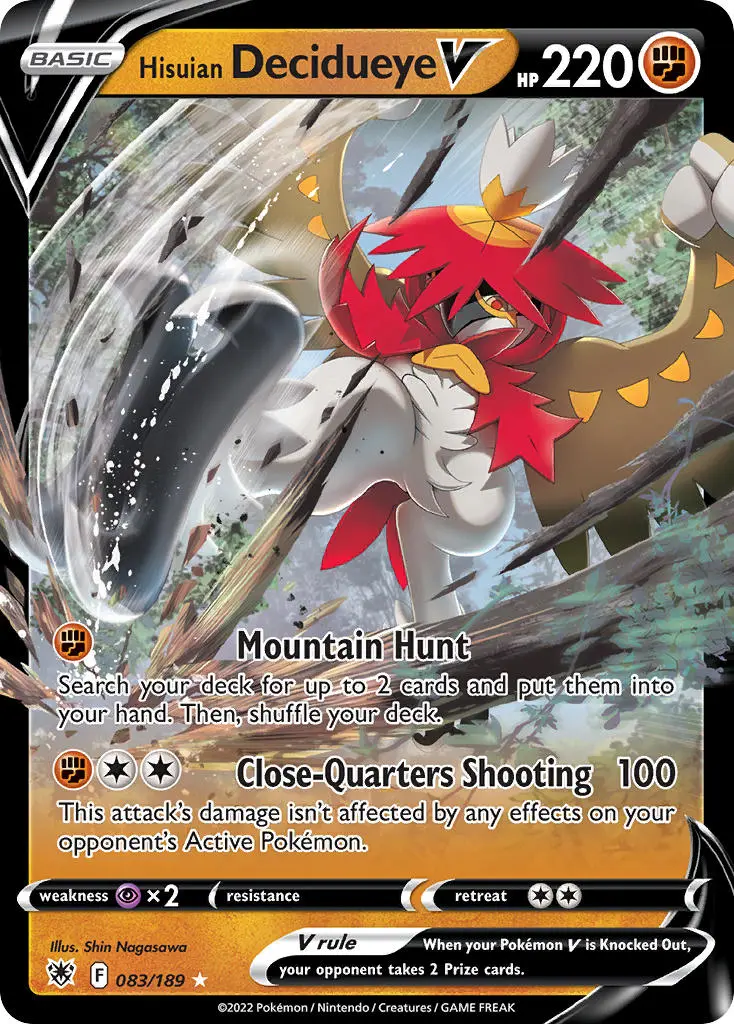 BASIC
Hisuian Decidueye V HP 220
Mountain Hunt
Search your deck for up to 2 cards and put them into
your hand. Then, shuffle your deck.
Close-Quarters Shooting 100
This attack's damage isn't affected by any effects on your
opponent's Active Pokémon.
weakness ×2 resistance retreat
Illus. Shin Nagasawa
V rule When your Pokémon V is Knocked Out,
your opponent takes 2 Prize cards.
F 083/189
©2022 Pokémon / Nintendo / Creatures / GAME FREAK